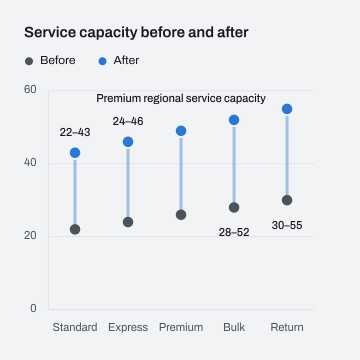 Service capacity before and after
Before After
60
Premium regional service capacity
24–46
22–43
40
30–55
28–52
20
0
Standard Express Premium Bulk Return